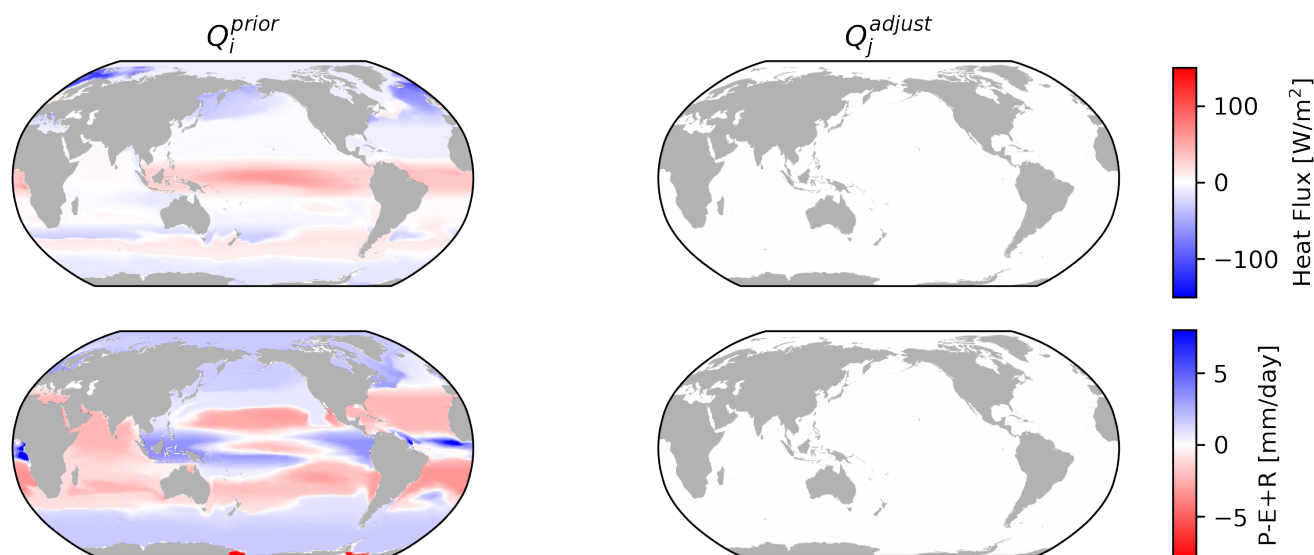 Q_i^{prior}
Q_j^{adjust}
100
0
−100
Heat Flux [W/m²]
5
0
−5
P-E+R [mm/day]